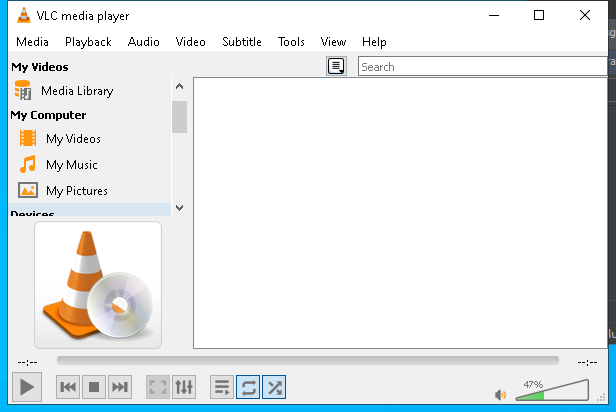 VLC media player
Media Playback Audio Video Subtitle Tools View Help
My Videos
Search
Media Library
My Computer
My Videos
My Music
My Pictures
Devices
--:-- --:--
47%